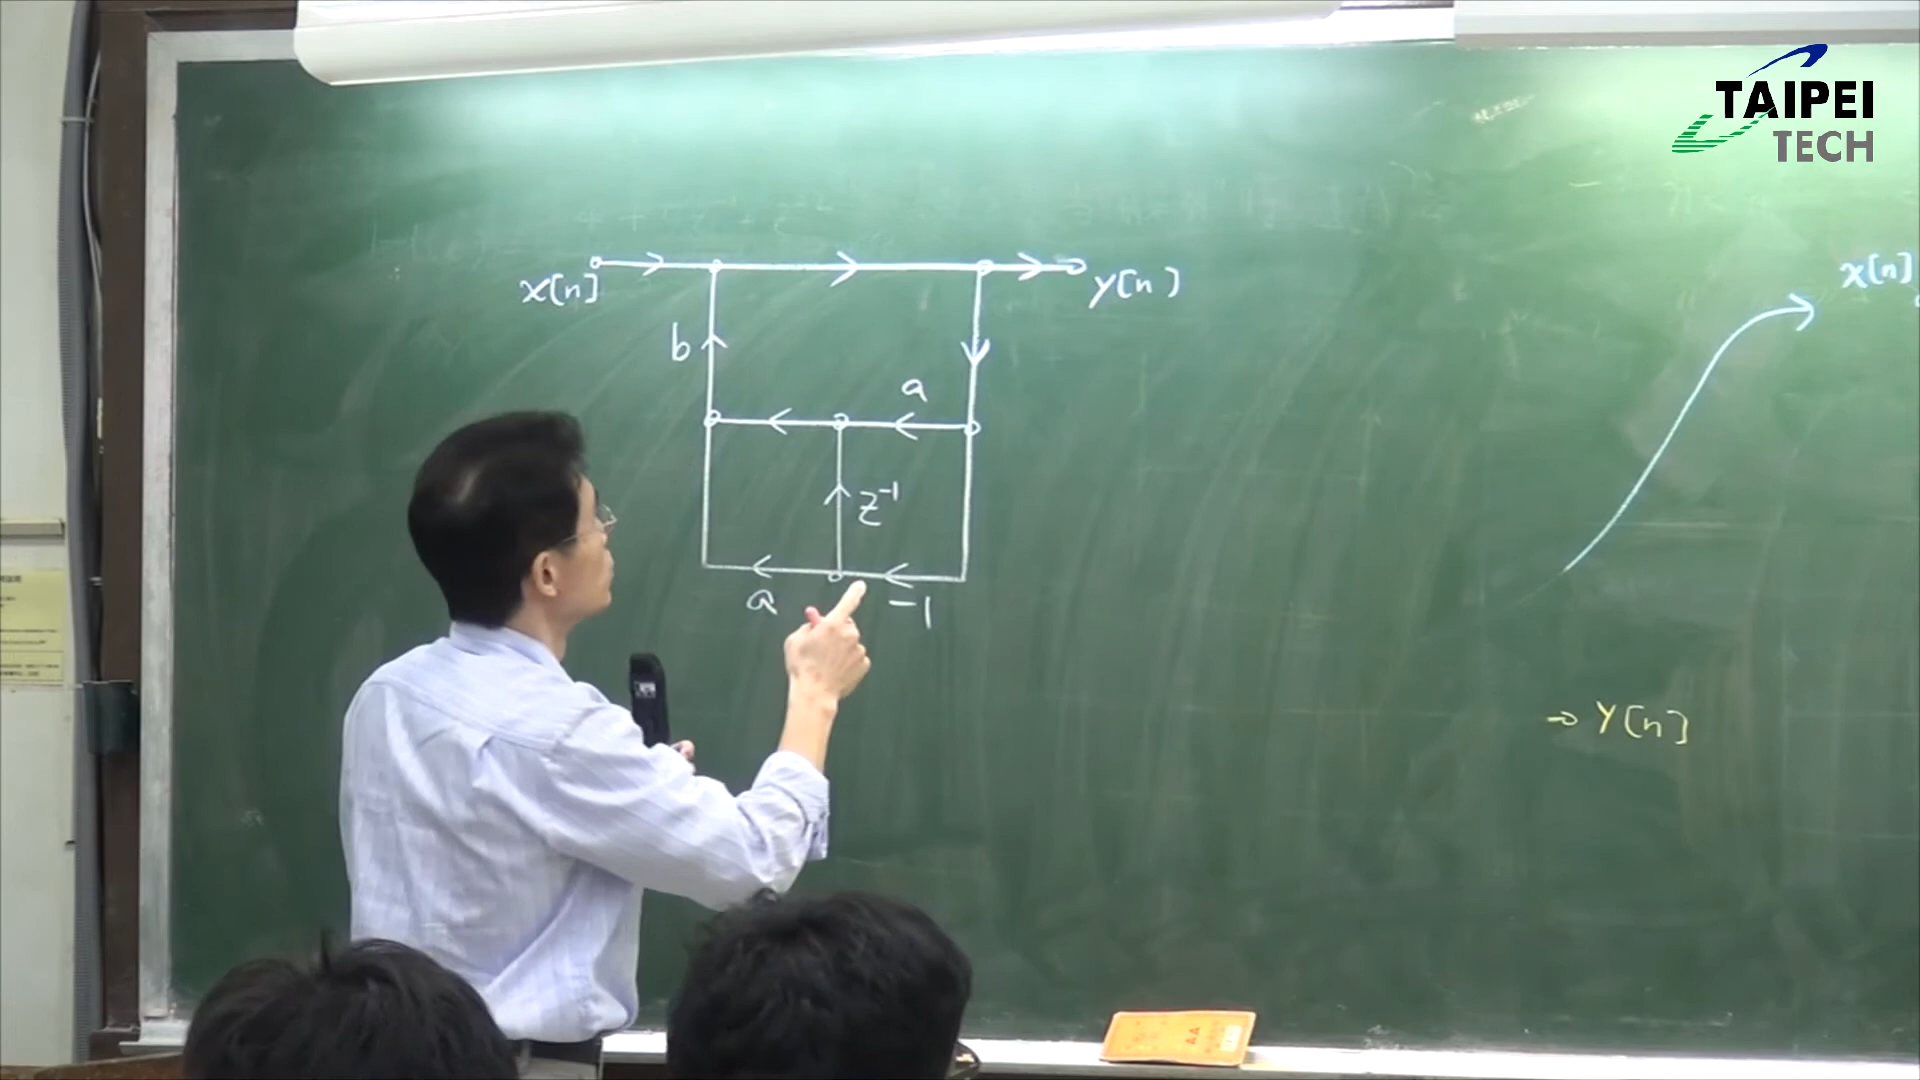 TAIPEI
TECH
x[n]
y[n]
x[n]
b
a
z⁻¹
a
-1
y[n]